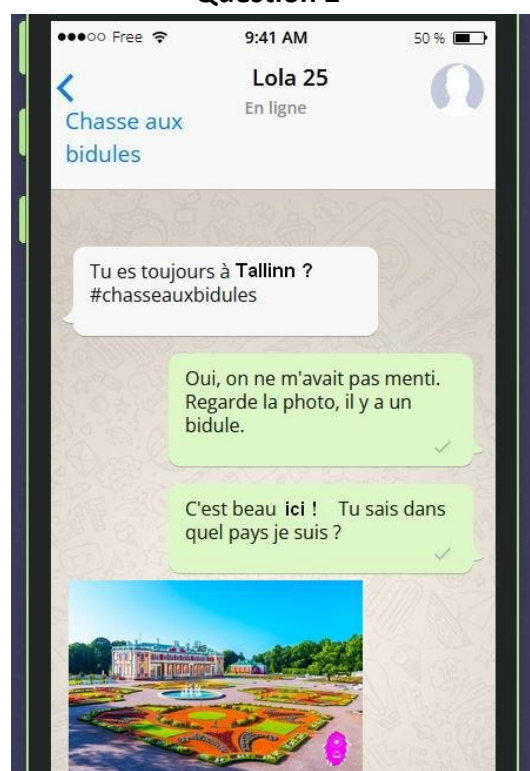 ●●●○○ Free 9:41 AM 50 %
Lola 25
En ligne
Chasse aux
bidules
Tu es toujours à Tallinn ?
#chasseauxbidules
Oui, on ne m'avait pas menti.
Regarde la photo, il y a un
bidule.
C'est beau ici ! Tu sais dans
quel pays je suis ?